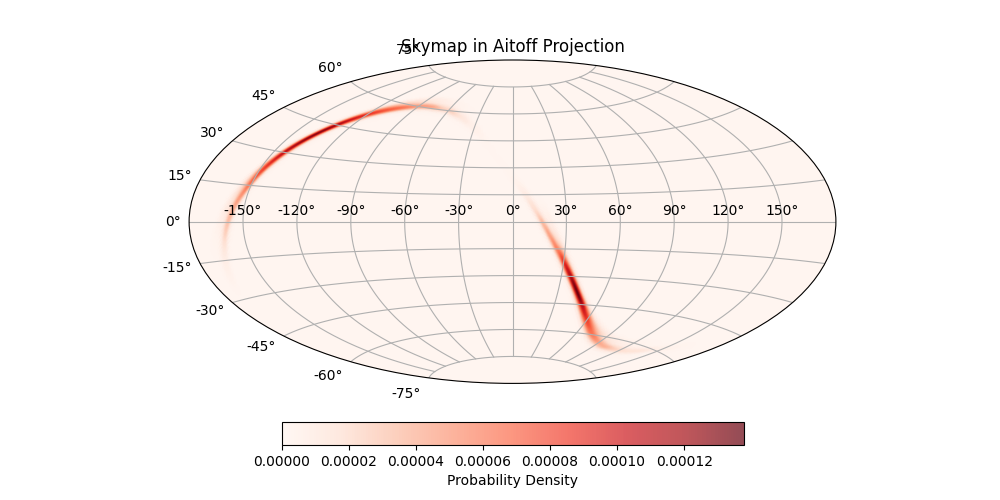 Skymap in Aitoff Projection
75°
60°
45°
30°
15°
0°
-150° -120° -90° -60° -30° 0° 30° 60° 90° 120° 150°
-15°
-30°
-45°
-60°
-75°
0.00000 0.00002 0.00004 0.00006 0.00008 0.00010 0.00012
Probability Density